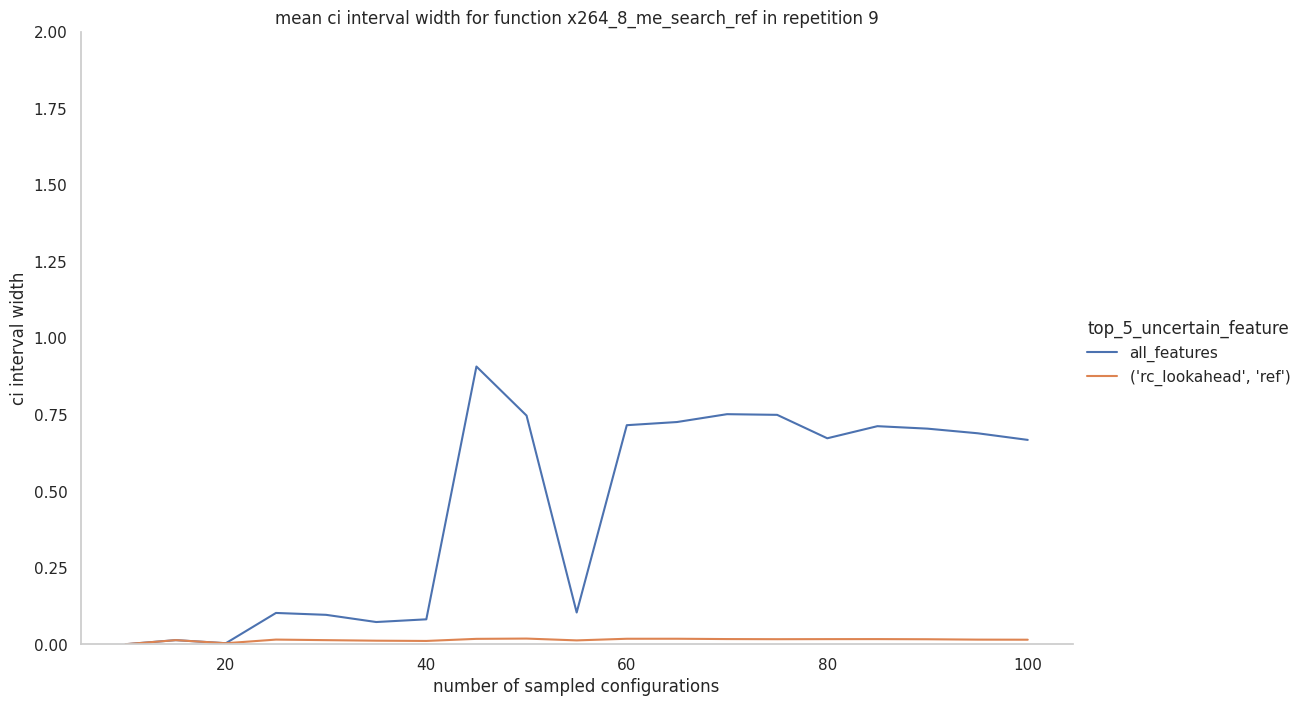 mean ci interval width for function x264_8_me_search_ref in repetition 9
2.00
1.75
1.50
1.25
1.00
0.75
0.50
0.25
0.00
ci interval width
20
40
60
80
100
number of sampled configurations
top_5_uncertain_feature
all_features
('rc_lookahead', 'ref')